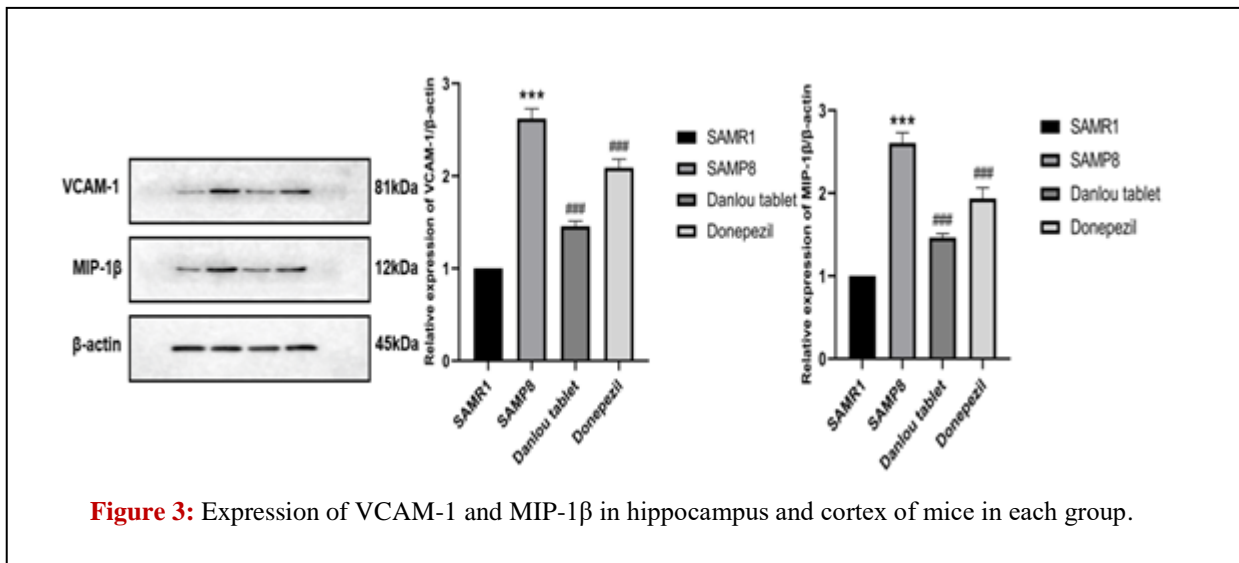 VCAM-1
81kDa
MIP-1β
12kDa
β-actin
45kDa
Relative expression of VCAM-1/β-actin
3
2
1
0
***
###
###
SAMR1
SAMP8
Danlou tablet
Donepezil
SAMR1
SAMP8
Danlou tablet
Donepezil
Relative expression of MIP-1β/β-actin
3
2
1
0
***
###
###
SAMR1
SAMP8
Danlou tablet
Donepezil
SAMR1
SAMP8
Danlou tablet
Donepezil
Figure 3: Expression of VCAM-1 and MIP-1β in hippocampus and cortex of mice in each group.